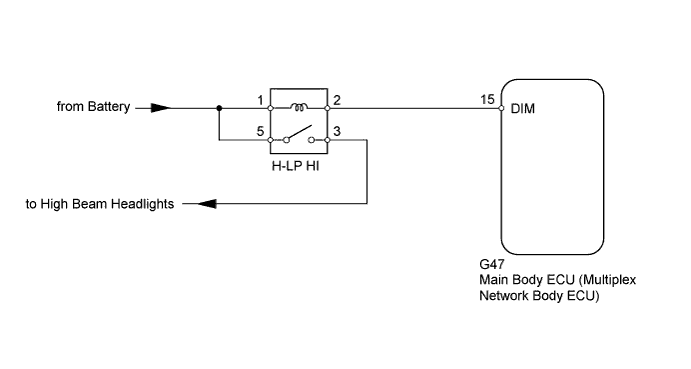 1
2
15
from Battery
DIM
5
3
H-LP HI
to High Beam Headlights
G47
Main Body ECU (Multiplex
Network Body ECU)